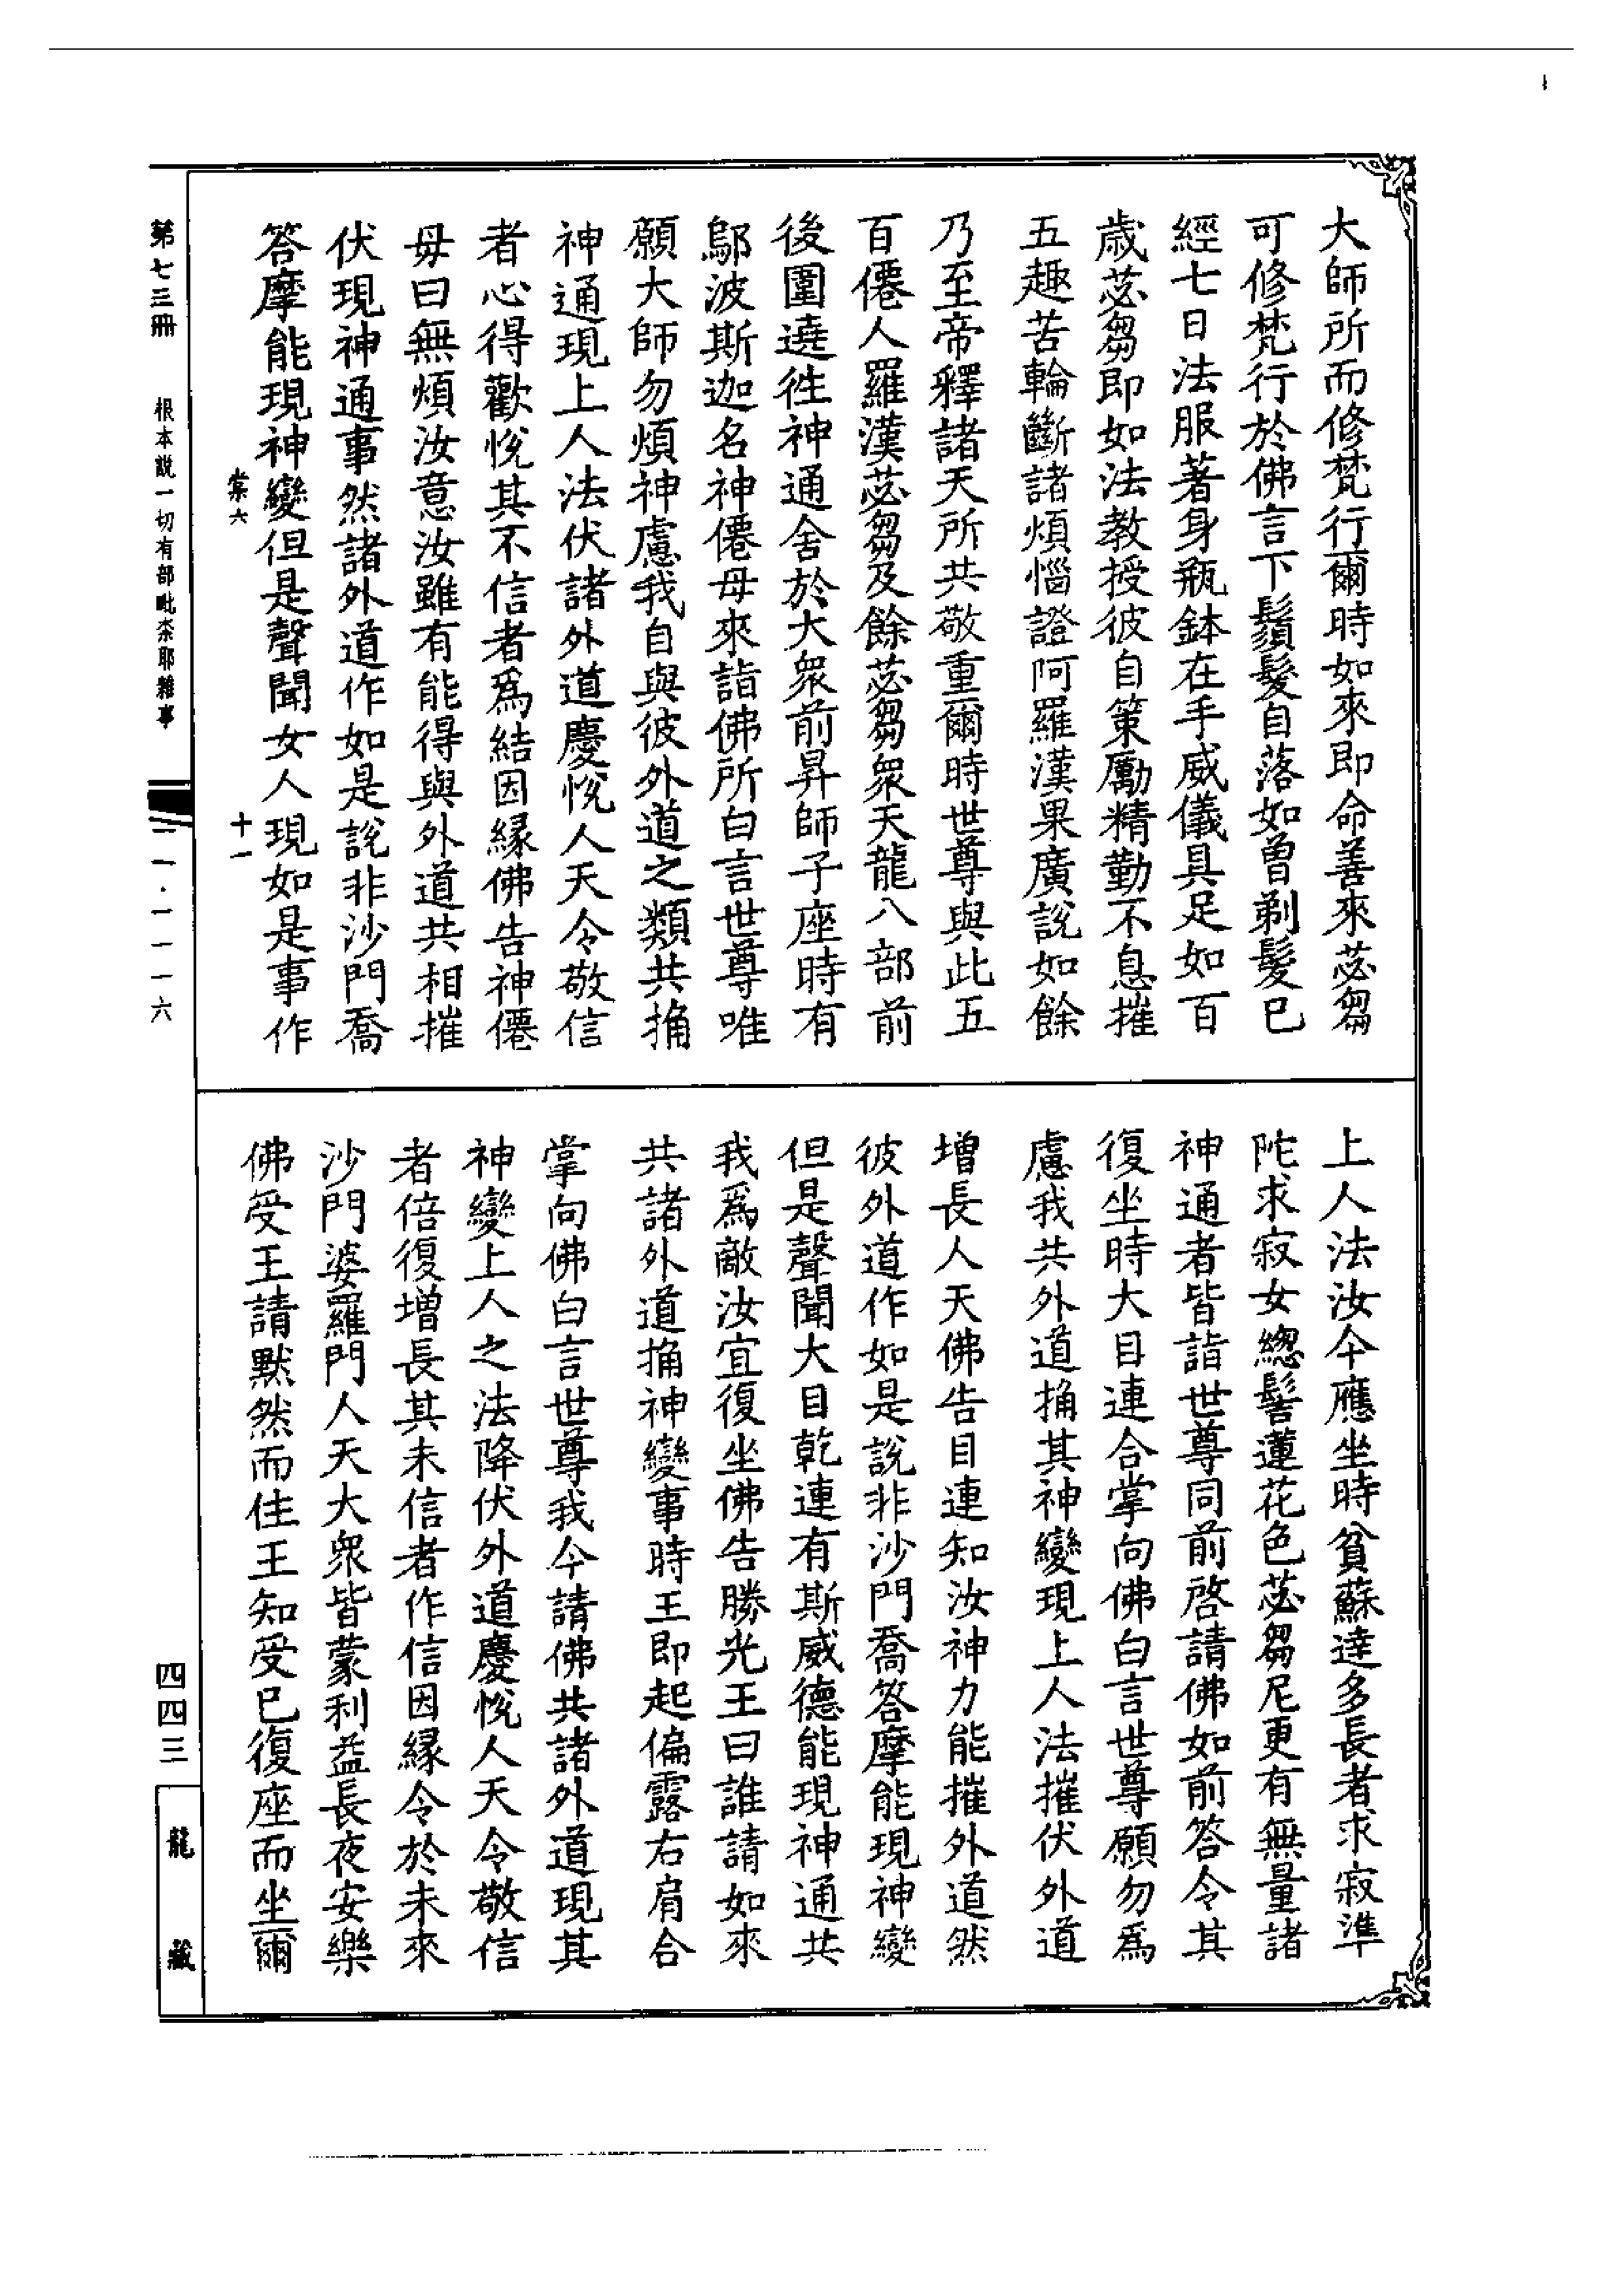 大師所而修梵行爾時如來即命善來苾芻
可修梵行於佛言下鬚髮自落如曾剃髮已
經七日法服著身瓶鉢在手威儀具足如百
歲苾芻即如法教授彼自策勵精勤不息摧
五趣苦輪斷諸煩惱證阿羅漢果廣說如餘
乃至帝釋諸天所共敬重爾時世尊與此五
百僊人羅漢苾芻及餘苾芻眾天龍八部前
後圍遶往神通舍於大眾前昇師子座時有
鄔波斯迦名神僊母來詣佛所白言世尊唯
願大師勿煩神慮我自與彼外道之類共捔
神通現上人法伏諸外道慶悅人天令敬信
者心得歡悅其不信者為結因緣佛告神僊
母曰無煩汝意汝雖有能得與外道共相摧
伏現神通事然諸外道作如是說非沙門喬
答摩能現神變但是聲聞女人現如是事作
上人法汝今應坐時貧蘇達多長者求寂準
陀求寂女總髻蓮花色苾芻尼更有無量諸
神通者皆詣世尊同前啓請佛如前答令其
復坐時大目連合掌向佛白言世尊願勿為
慮我共外道捔其神變現上人法摧伏外道
增長人天佛告目連知汝神力能摧外道然
彼外道作如是說非沙門喬答摩能現神變
但是聲聞大目乾連有斯威德能現神通共
我為敵汝宜復坐佛告勝光王曰誰請如來
共諸外道捔神變事時王即起偏露右肩合
掌向佛白言世尊我今請佛共諸外道現其
神變上人之法降伏外道慶悅人天令敬信
者倍復增長其未信者作信因緣令於未來
沙門婆羅門人天大眾皆蒙利益長夜安樂
佛受王請默然而住王知受已復座而坐爾
棠六
十一
第七三冊
根本說一切有部毗柰耶雜事
二一·一一一六
四四三
龍藏